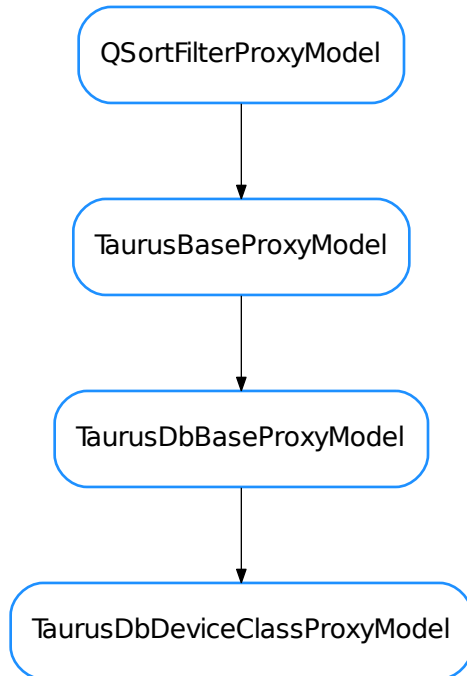 QSortFilterProxyModel
TaurusBaseProxyModel
TaurusDbBaseProxyModel
TaurusDbDeviceClassProxyModel